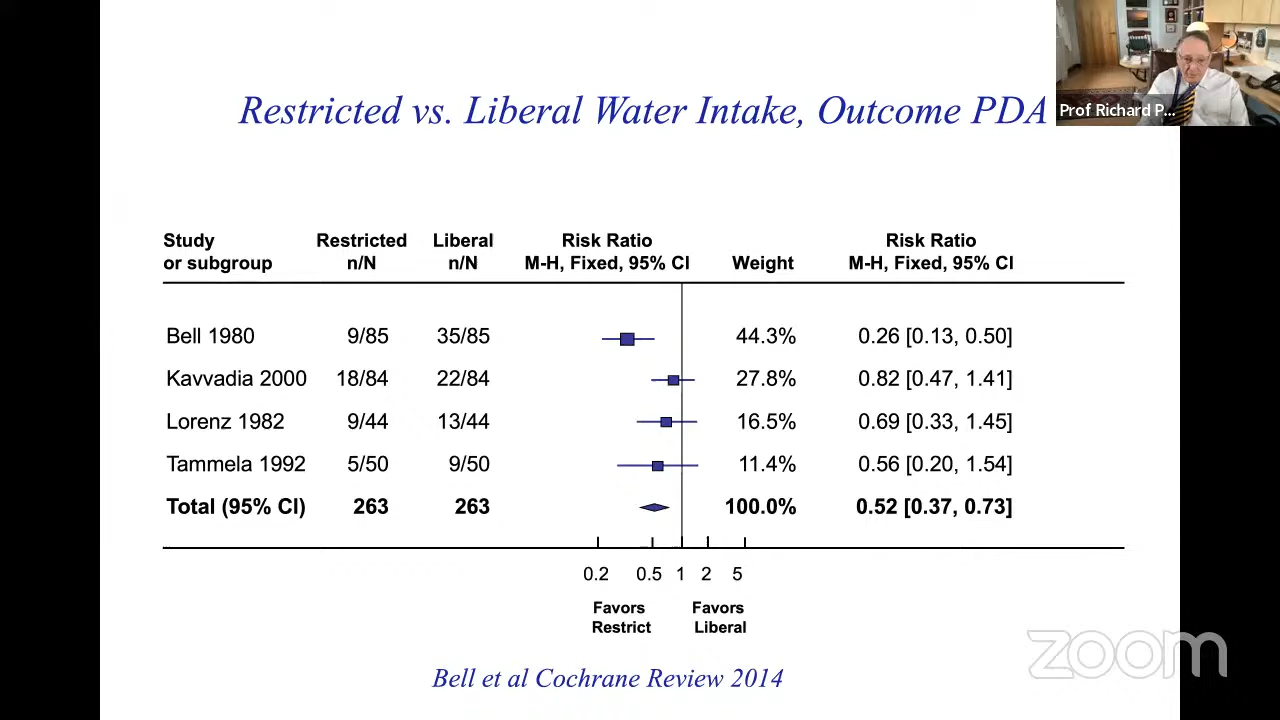 Restricted vs. Liberal Water Intake, Outcome PDA
Prof Richard P...
Study or subgroup Restricted n/N Liberal n/N Risk Ratio M-H, Fixed, 95% CI Weight Risk Ratio M-H, Fixed, 95% CI
Bell 1980 9/85 35/85 44.3% 0.26 [0.13, 0.50]
Kavvadia 2000 18/84 22/84 27.8% 0.82 [0.47, 1.41]
Lorenz 1982 9/44 13/44 16.5% 0.69 [0.33, 1.45]
Tammela 1992 5/50 9/50 11.4% 0.56 [0.20, 1.54]
Total (95% CI) 263 263 100.0% 0.52 [0.37, 0.73]
0.2 0.5 1 2 5
Favors Restrict Favors Liberal
Bell et al Cochrane Review 2014
zoom